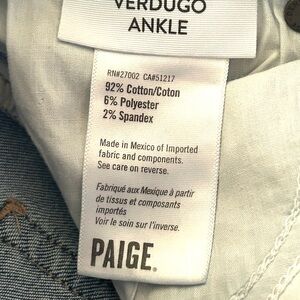 VERDUGO
ANKLE
RN#27002 CA#51217
92% Cotton/Coton
6% Polyester
2% Spandex
Made in Mexico of Imported
fabric and components.
See care on reverse.
Fabriqué aux Mexique à partir
de tissus et composants
importés
Voir le soin sur l'inverse.
PAIGE®